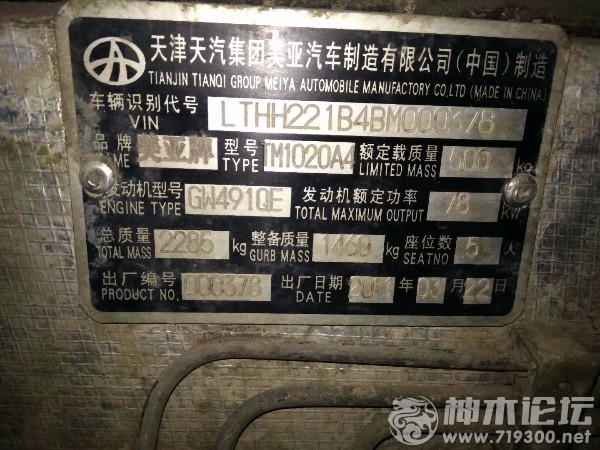 天津天汽集团美亚汽车制造有限公司(中国)制造
TIANJIN TIANQI GROUP MEIYA AUTOMOBILE MANUFACTORY CO.LTD (MADE IN CHINA)
车辆识别代号 VIN LTHH221B4BM000378
品牌 NAME 美亚牌 型号 TYPE TM1020A4 额定载质量 LIMITED MASS 500 kg
发动机型号 ENGINE TYPE GW491QE 发动机额定功率 TOTAL MAXIMUM OUTPUT 78 kW
总质量 TOTAL MASS 2286 kg 整备质量 GURB MASS 1460 kg 座位数 SEATNO 5 人
出厂编号 PRODUCT NO. 000378 出厂日期 DATE 2011 年 03 月 22 日
神木论坛
www.719300.net